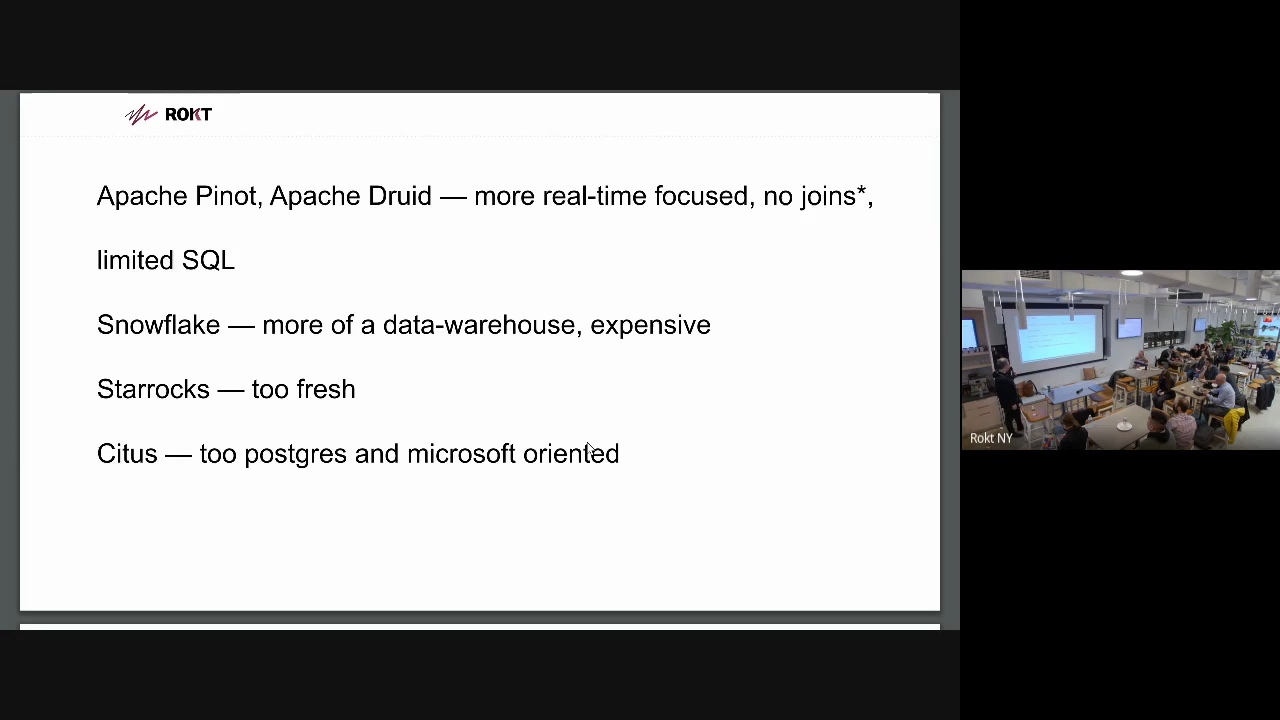 ROKT
Apache Pinot, Apache Druid — more real-time focused, no joins*,
limited SQL
Snowflake — more of a data-warehouse, expensive
Starrocks — too fresh
Citus — too postgres and microsoft oriented
Rokt NY